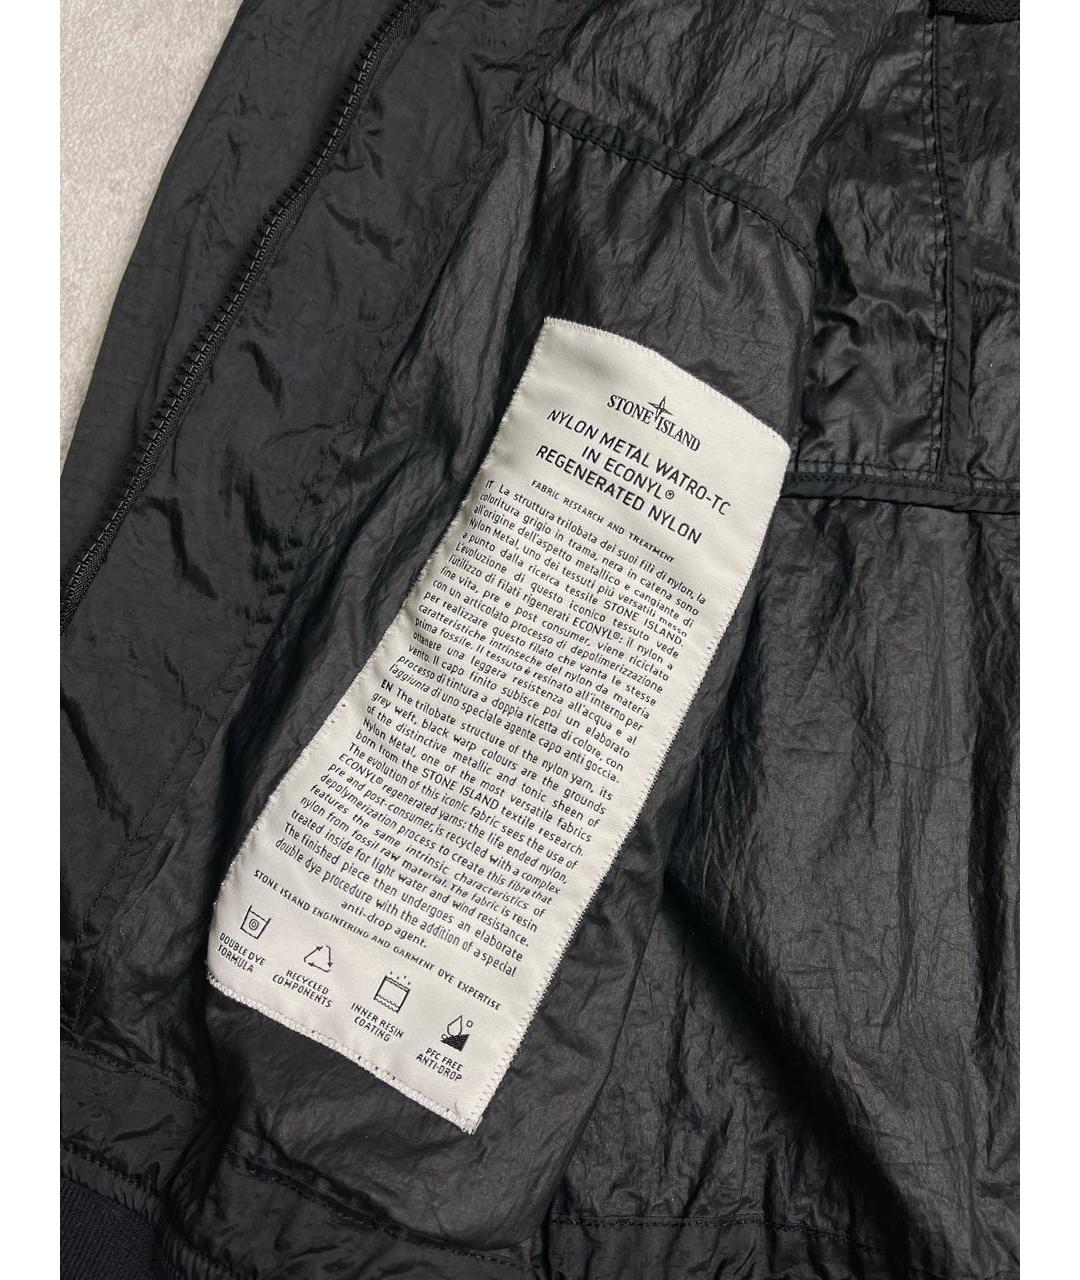 STONE ISLAND
NYLON METAL WATRO-TC
IN ECONYL®
REGENERATED NYLON
FABRIC RESEARCH AND TREATMENT
IT La struttura trilobata dei suoi fili di nylon, la
coloritura grigio in trama, nera in catena sono
all'origine dell'aspetto metallico e cangiante di
Nylon Metal, uno dei tessuti più versatili messo
a punto dalla ricerca tessile STONE ISLAND.
L'evoluzione di questo iconico tessuto vede
l'utilizzo di filati rigenerati ECONYL®: il nylon a
fine vita, pre e post consumer, viene riciclato
con un articolato processo di depolimerizzazione
per realizzare questo filato che vanta le stesse
caratteristiche intrinseche del nylon da materia
prima fossile. Il tessuto è resinato all'interno per
ottenere una leggera resistenza all'acqua e al
vento. Il capo finito subisce poi un elaborato
processo di tintura a doppia ricetta di colore, con
l'aggiunta di uno speciale agente capo anti goccia.
EN The trilobate structure of the nylon yarn, its
grey weft, black warp colours are the grounds
of the distinctive metallic and tonic sheen of
Nylon Metal, one of the most versatile fabrics
born from the STONE ISLAND textile research.
The evolution of this iconic fabric sees the use of
ECONYL® regenerated yarns: the life ended nylon,
pre and post-consumer, is recycled with a complex
depolymerization process to create this fibre that
features the same intrinsic characteristics of
nylon from fossil raw material. The fabric is resin
treated inside for light water and wind resistance.
The finished piece then undergoes an elaborate
double dye procedure with the addition of a special
anti-drop agent.
STONE ISLAND ENGINEERING AND GARMENT DYE EXPERTISE
DOUBLE DYE
FORMULA
RECYCLED
COMPONENTS
INNER RESIN
COATING
PFC FREE
ANTI-DROP